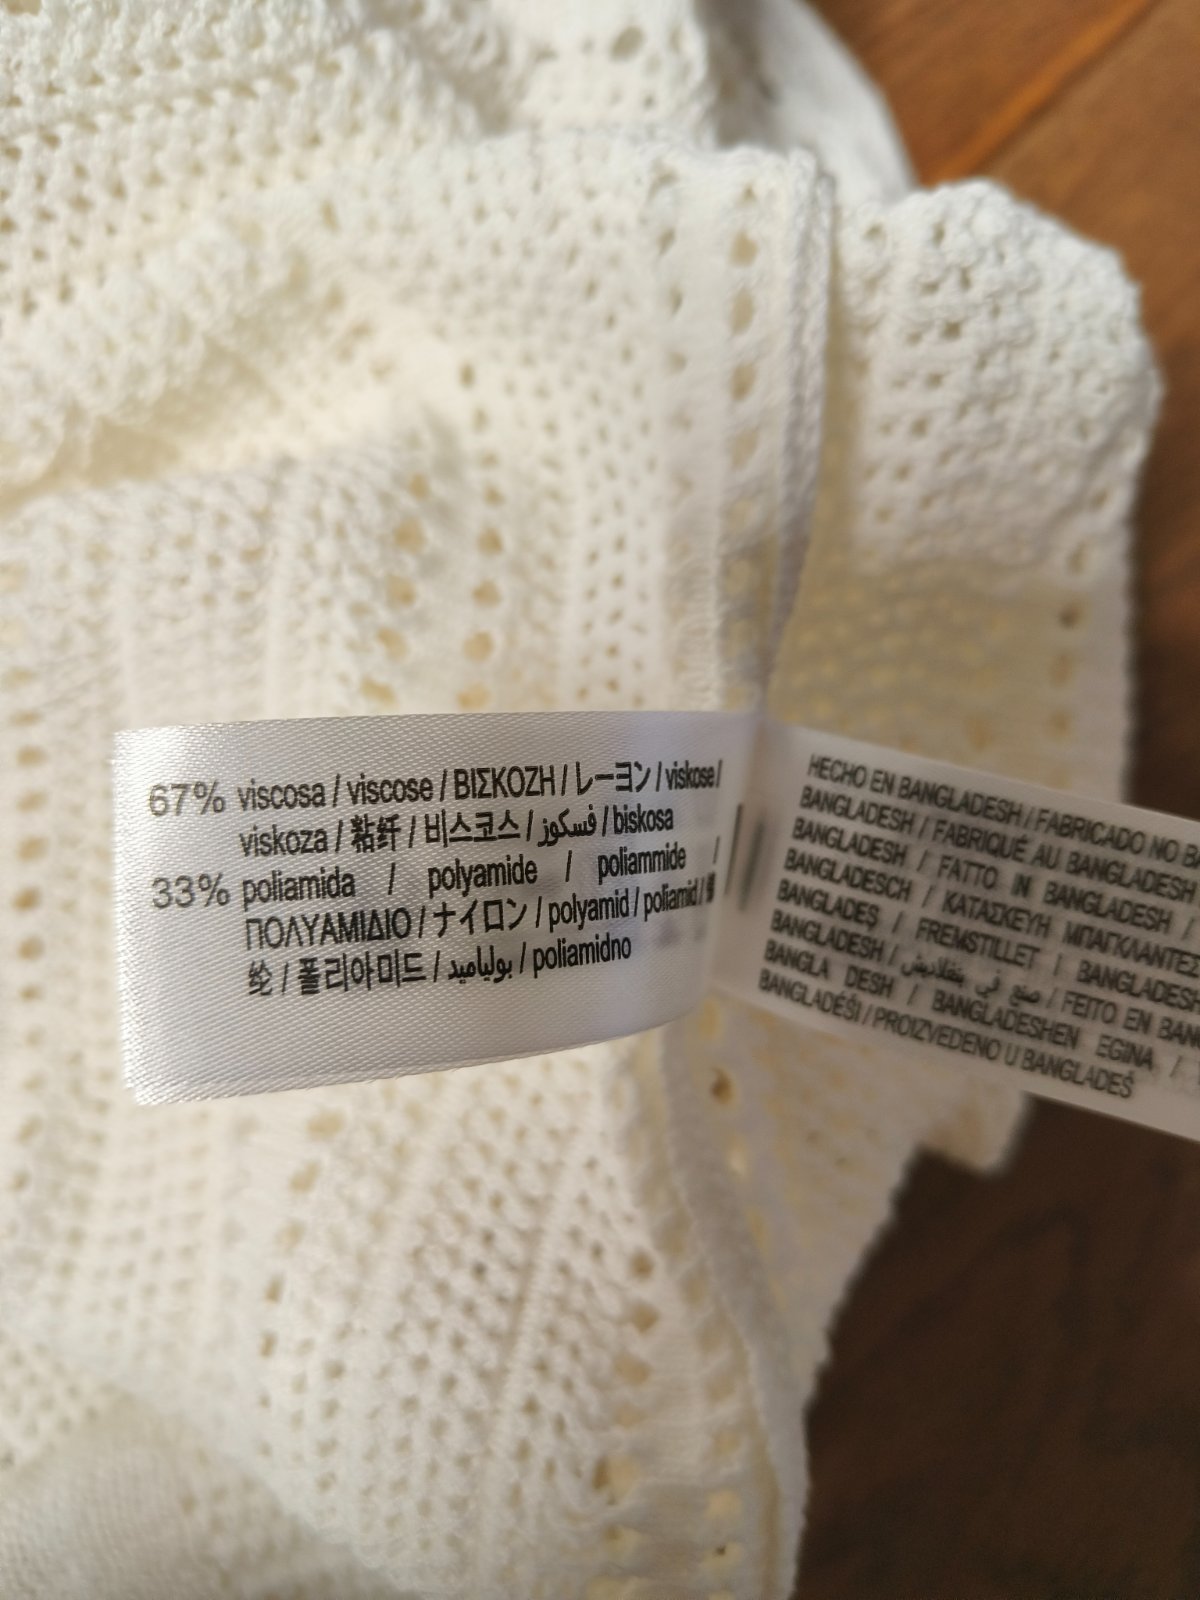 67% viscosa / viscose / ΒΙΣΚΟΖΗ / レーヨン / viskose /
viskoza / 粘纤 / 비스코스 / فسكوز / biskosa
33% poliamida / polyamide / poliammide /
ΠΟΛΥΑΜΙΔΙΟ / ナイロン / polyamid / poliamid /
纶 / 폴리아미드 / بولياميد / poliamidno
HECHO EN BANGLADESH / FABRICADO NO
BANGLADESH / FABRIQUÉ AU BANGLADESH
BANGLADESH / FATTO IN BANGLADESH /
BANGLADESCH / ΚΑΤΑΣΚΕΥΗ ΜΠΑΓΚΛΑΝΤΕΣ
BANGLADEŞ / FREMSTILLET I BANGLADESH
BANGLADESH / صنع في بنغلاديش / FEITO EN
BANGLA DESH / BANGLADESHEN EGINA /
BANGLADÉŠI / PROIZVEDENO U BANGLADEŠ